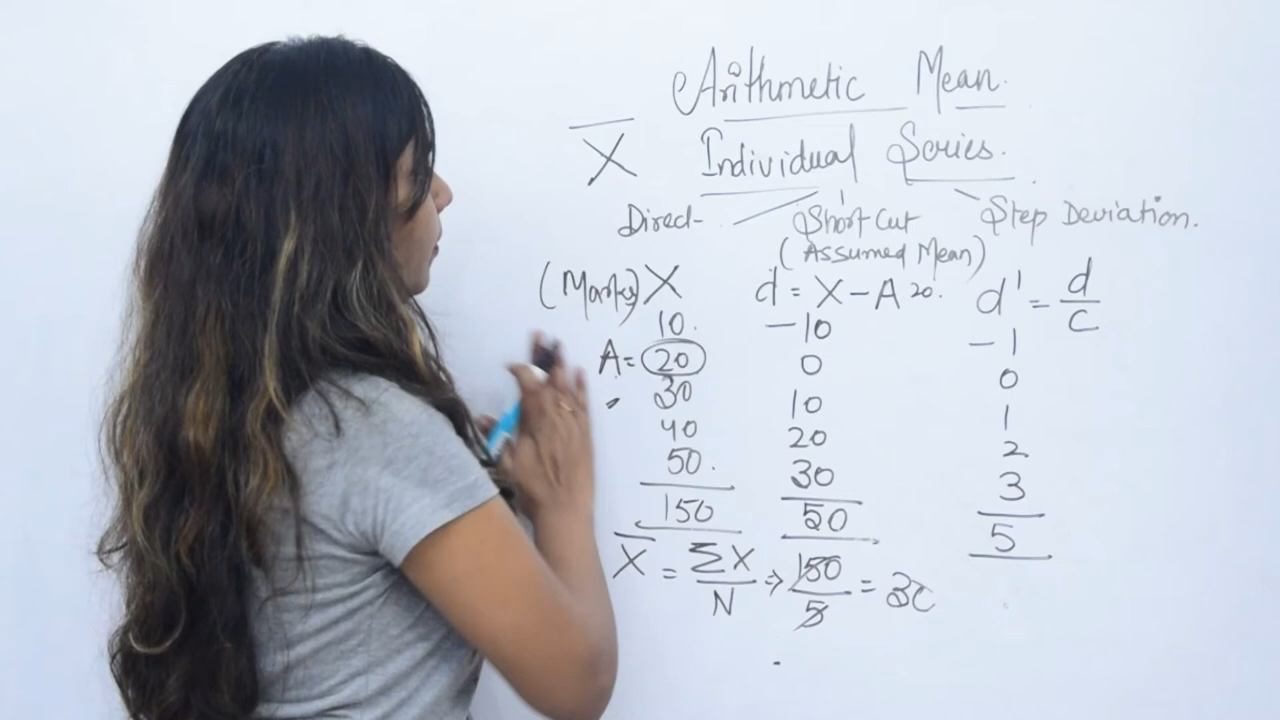 Arithmetic Mean.
X̅ Individual Series.
Direct Short Cut Step Deviation.
(Assumed Mean)
(Marks) X d = X - A 20. d' = d/c
10. -10 -1
A = 20 0 0
30 10 1
40 20 2
50. 30 3
150 50 5
X̅ = ΣX/N => 150/5 = 30